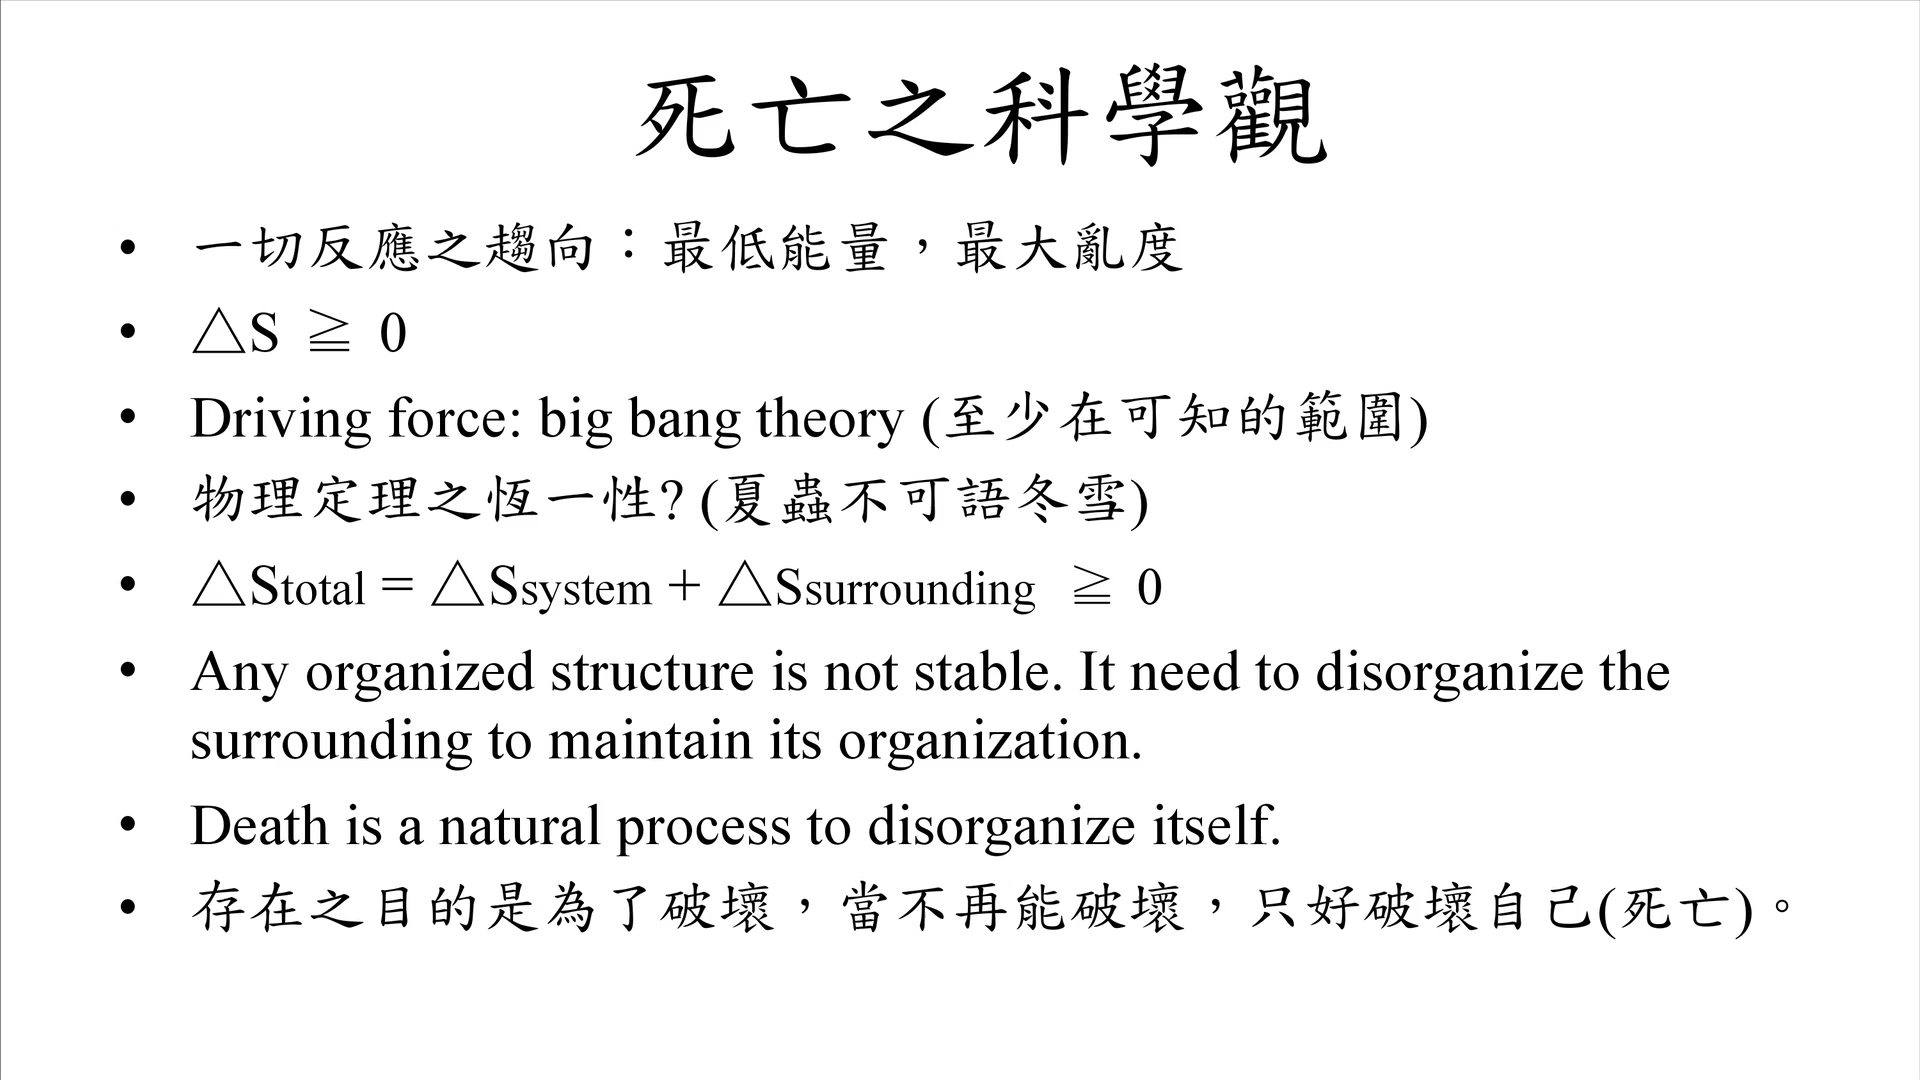 死亡之科學觀
• 一切反應之趨向：最低能量，最大亂度
• △S ≧ 0
• Driving force: big bang theory (至少在可知的範圍)
• 物理定理之恆一性? (夏蟲不可語冬雪)
• △Stotal = △Ssystem + △Ssurrounding ≧ 0
• Any organized structure is not stable. It need to disorganize the
surrounding to maintain its organization.
• Death is a natural process to disorganize itself.
• 存在之目的是為了破壞，當不再能破壞，只好破壞自己(死亡)。